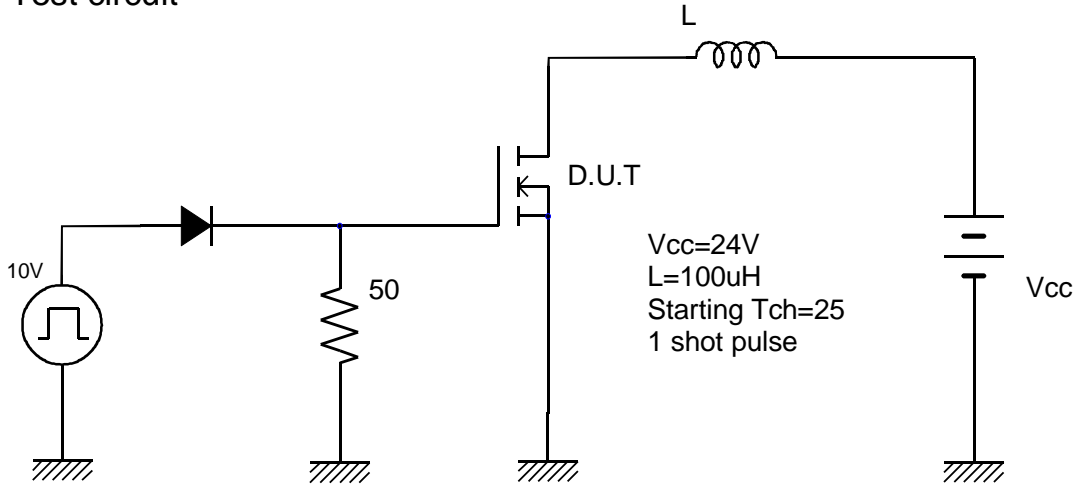 Test circuit
L
D.U.T
10V
50
Vcc=24V
L=100uH
Starting Tch=25
1 shot pulse
Vcc